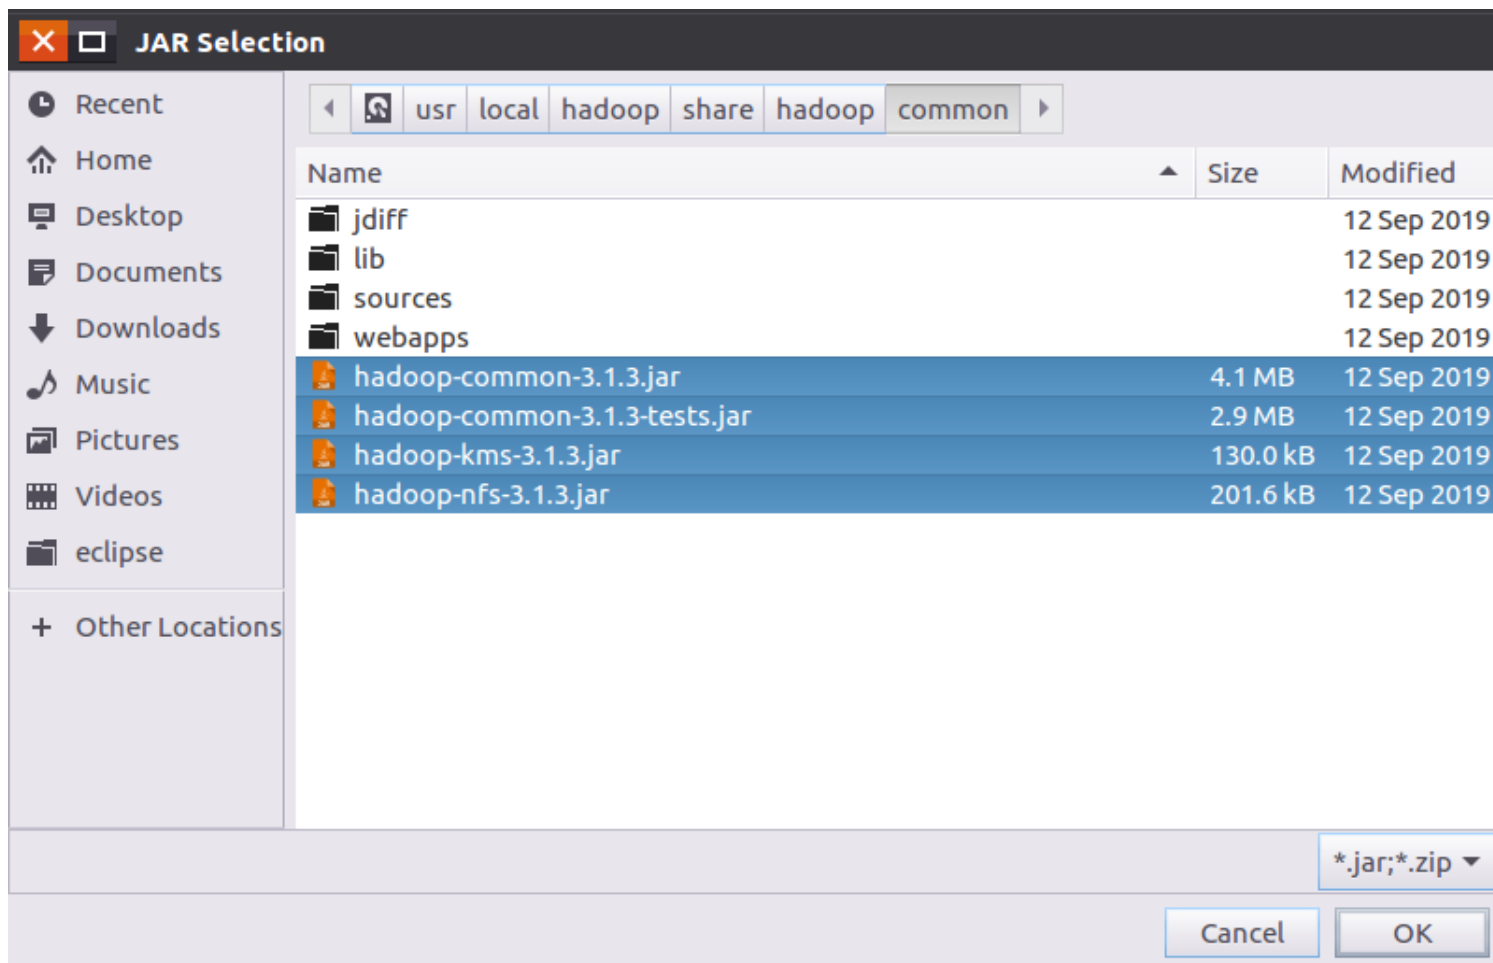 JAR Selection
Recent
Home
Desktop
Documents
Downloads
Music
Pictures
Videos
eclipse
+ Other Locations
usr local hadoop share hadoop common
Name Size Modified
jdiff 12 Sep 2019
lib 12 Sep 2019
sources 12 Sep 2019
webapps 12 Sep 2019
hadoop-common-3.1.3.jar 4.1 MB 12 Sep 2019
hadoop-common-3.1.3-tests.jar 2.9 MB 12 Sep 2019
hadoop-kms-3.1.3.jar 130.0 kB 12 Sep 2019
hadoop-nfs-3.1.3.jar 201.6 kB 12 Sep 2019
*.jar;*.zip
Cancel OK